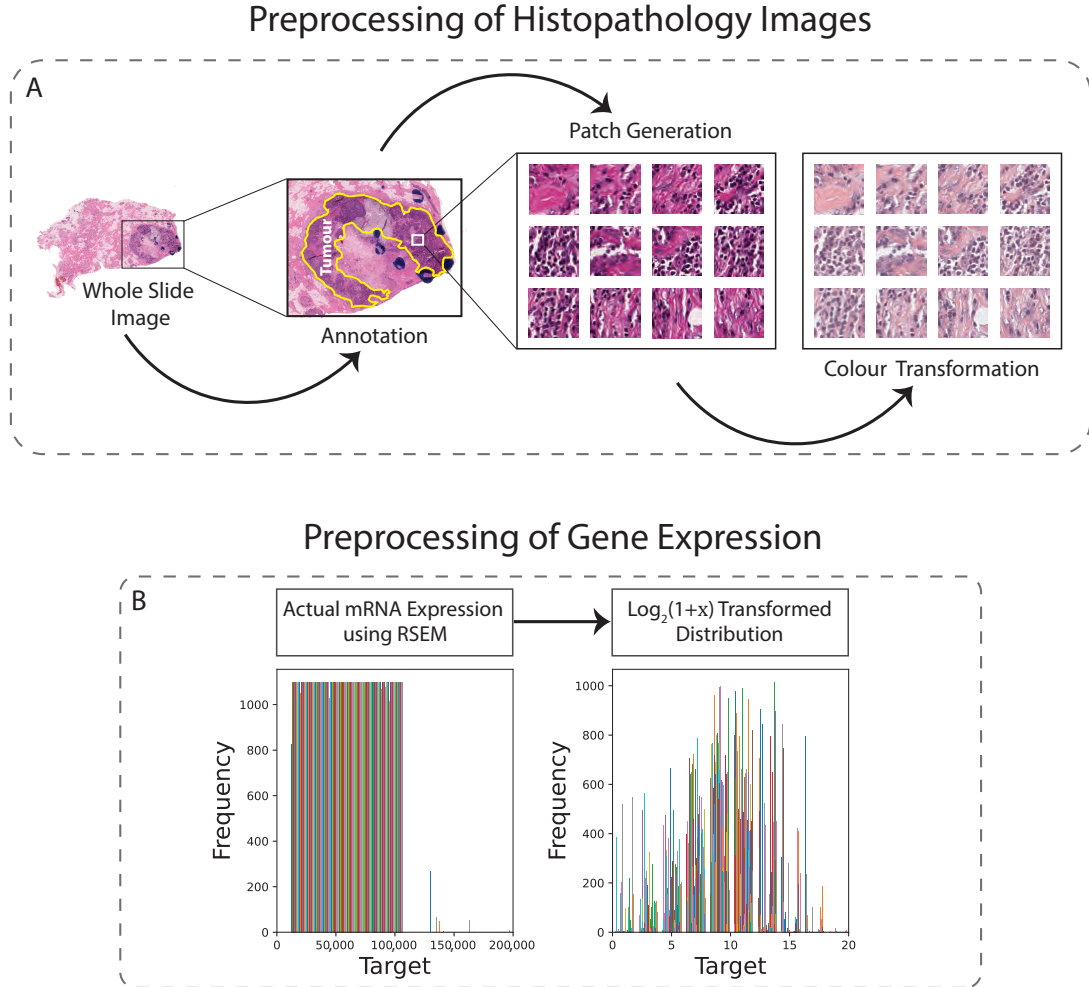 Preprocessing of Histopathology Images
A
Patch Generation
Tumour
Whole Slide
Image
Annotation
Colour Transformation
Preprocessing of Gene Expression
B
Actual mRNA Expression
using RSEM
Log₂(1+x) Transformed
Distribution
Frequency
1000
800
600
400
200
0
0
50,000
100,000
150,000
200,000
Target
Frequency
1000
800
600
400
200
0
0
5
10
15
20
Target